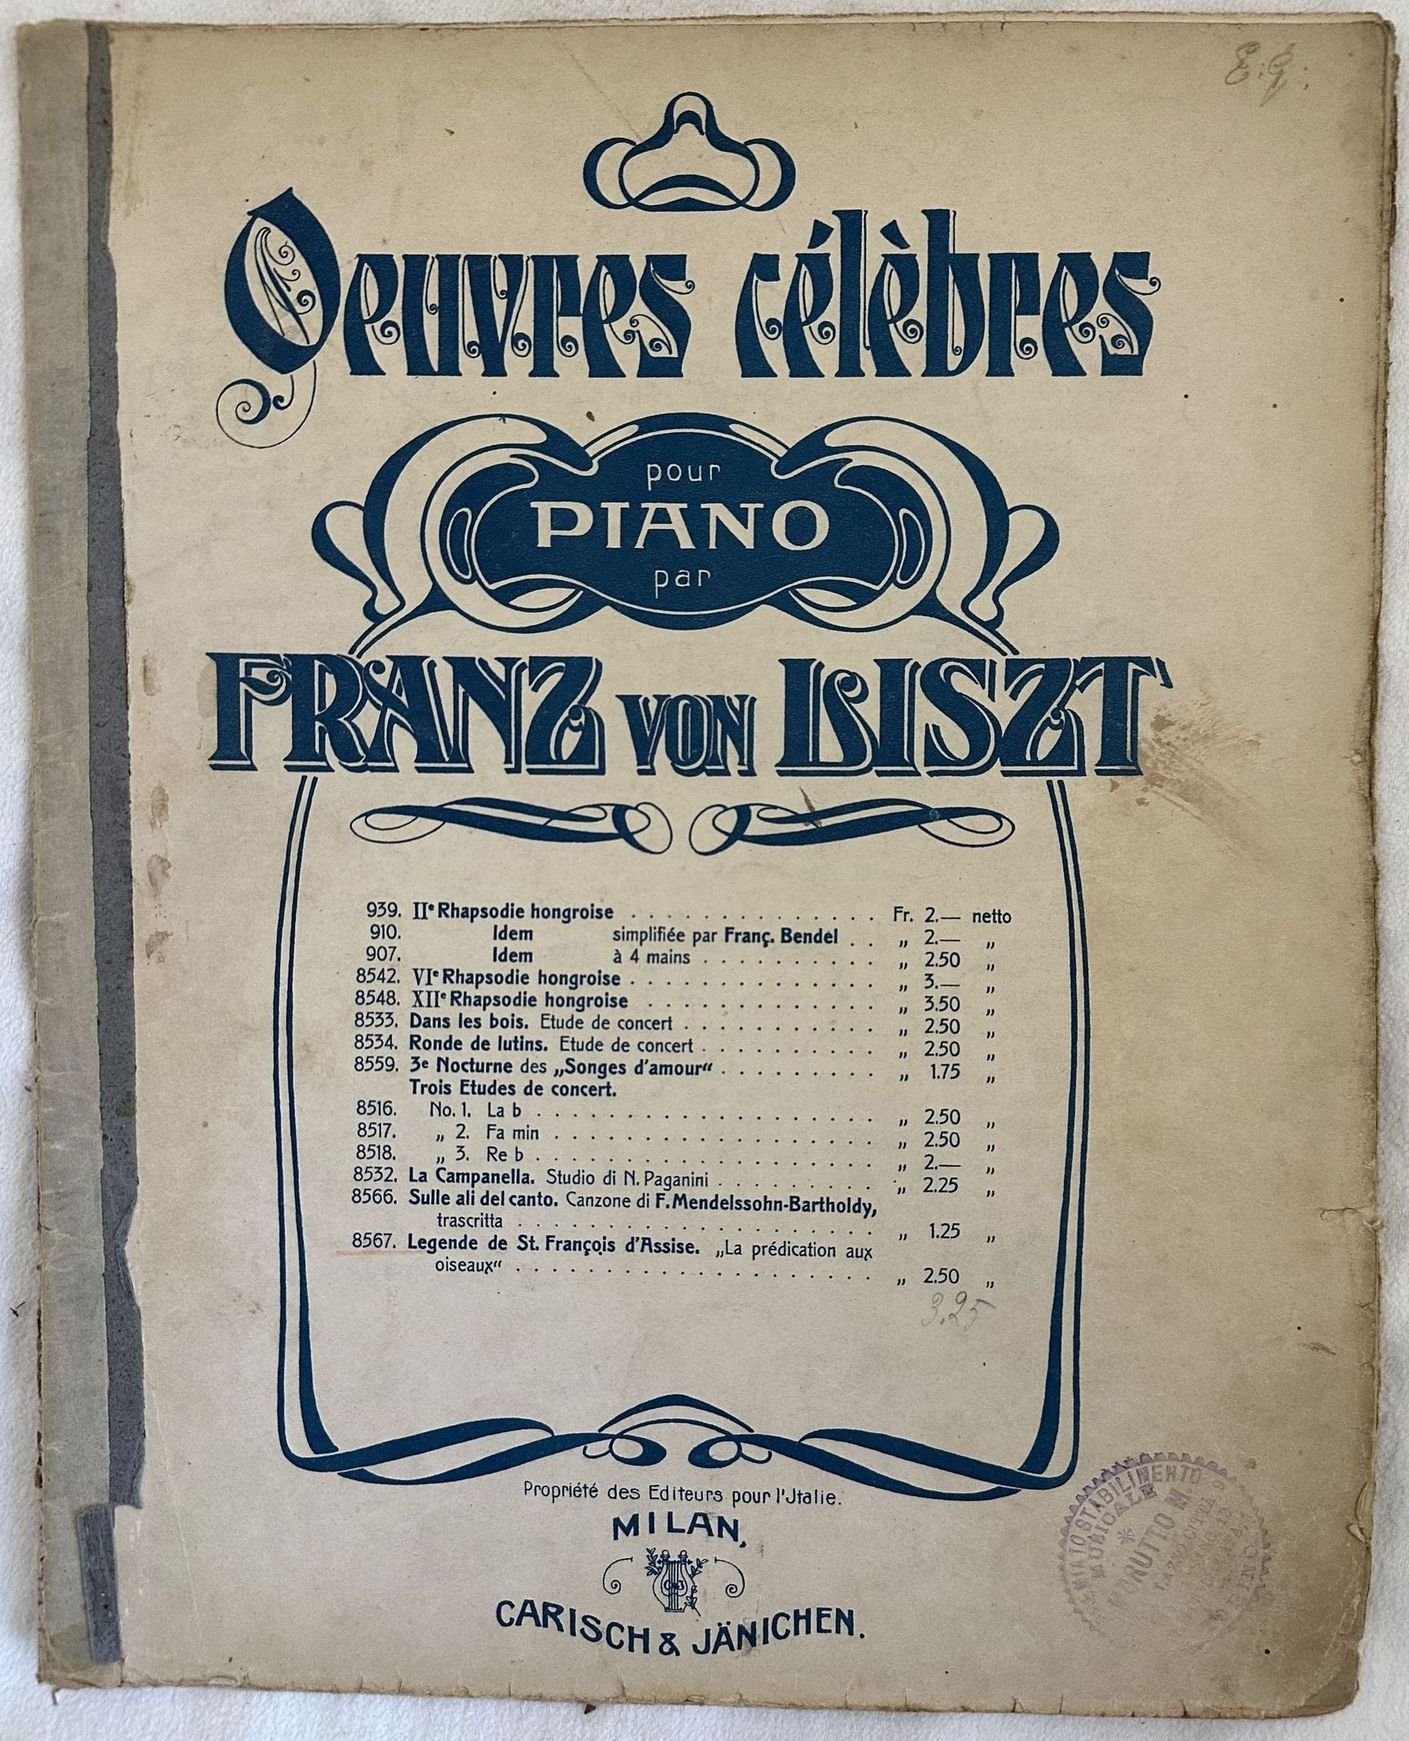 E. G.
Oeuvres célèbres
pour
PIANO
par
FRANZ VON LISZT
939. IIe Rhapsodie hongroise . . . . . . . . . . . . . . Fr. 2.— netto
910. Idem simplifiée par Franç. Bendel . . „ 2.— „
907. Idem à 4 mains . . . . . . . . . . „ 2.50 „
8542. VIe Rhapsodie hongroise . . . . . . . . . . . . . . „ 3.— „
8548. XIIe Rhapsodie hongroise . . . . . . . . . . . . . „ 3.50 „
8533. Dans les bois. Etude de concert . . . . . . . . . . . „ 2.50 „
8534. Ronde de lutins. Etude de concert . . . . . . . . . . „ 2.50 „
8559. 3e Nocturne des „Songes d'amour“ . . . . . . . . . „ 1.75 „
Trois Etudes de concert.
8516. No. 1. La b . . . . . . . . . . . . . . . . . . . „ 2.50 „
8517. „ 2. Fa min . . . . . . . . . . . . . . . . . . „ 2.50 „
8518. „ 3. Re b . . . . . . . . . . . . . . . . . . . „ 2.— „
8532. La Campanella. Studio di N. Paganini . . . . . . . . . „ 2.25 „
8566. Sulle ali del canto. Canzone di F. Mendelssohn-Bartholdy,
trascritta . . . . . . . . . . . . . . . . . . . . „ 1.25 „
8567. Legende de St. François d'Assise. „La prédication aux
oiseaux“ . . . . . . . . . . . . . . . . . . . . „ 2.50 „
3.25
Propriété des Editeurs pour l'Jtalie.
MILAN,
CARISCH & JÄNICHEN.
STABILIMENTO
MUSICALE